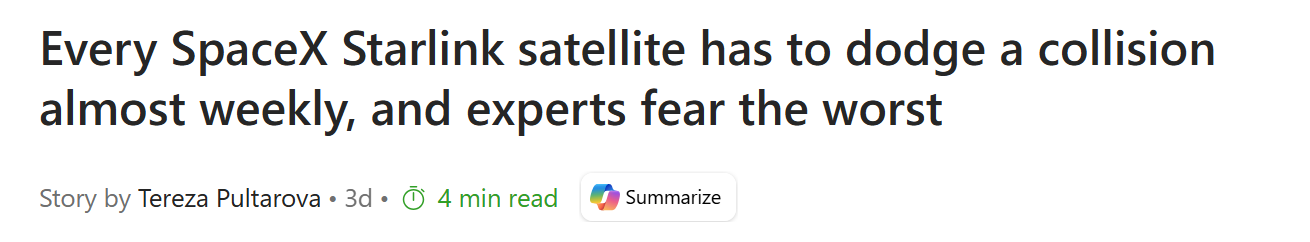 Every SpaceX Starlink satellite has to dodge a collision
almost weekly, and experts fear the worst
Story by Tereza Pultarova • 3d • 4 min read Summarize